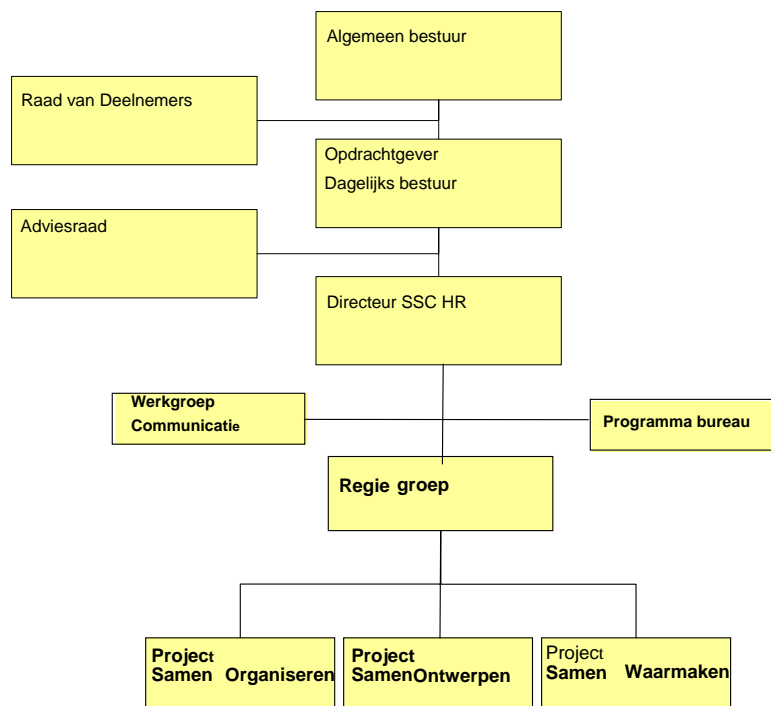 Algemeen bestuur
Raad van Deelnemers
Opdrachtgever
Dagelijks bestuur
Adviesraad
Directeur SSC HR
Werkgroep
Communicatie
Programma bureau
Regie groep
Project
Samen Organiseren
Project
SamenOntwerpen
Project
Samen Waarmaken